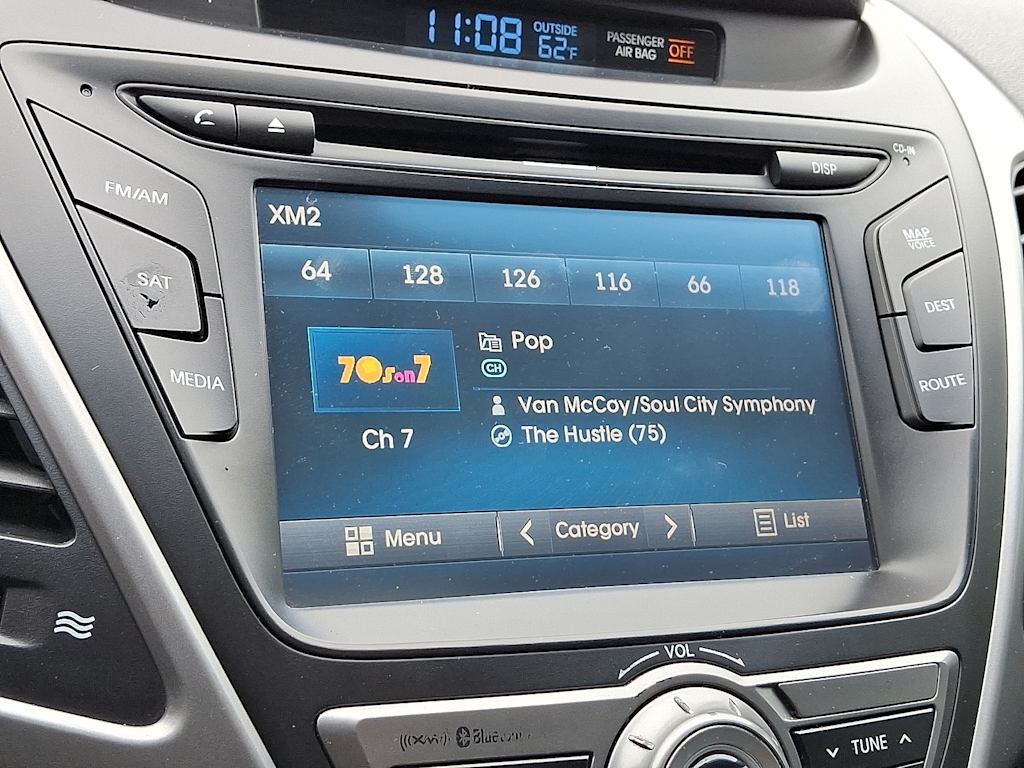 11:08 OUTSIDE 62°F PASSENGER AIR BAG OFF
CD-IN
DISP
FM/AM
SAT
MEDIA
MAP
VOICE
DEST
ROUTE
XM2
64 128 126 116 66 118
70s on 7
Ch 7
Pop
CH
Van McCoy/Soul City Symphony
The Hustle (75)
Menu < Category > List
VOL
((XM)) Bluetooth
TUNE